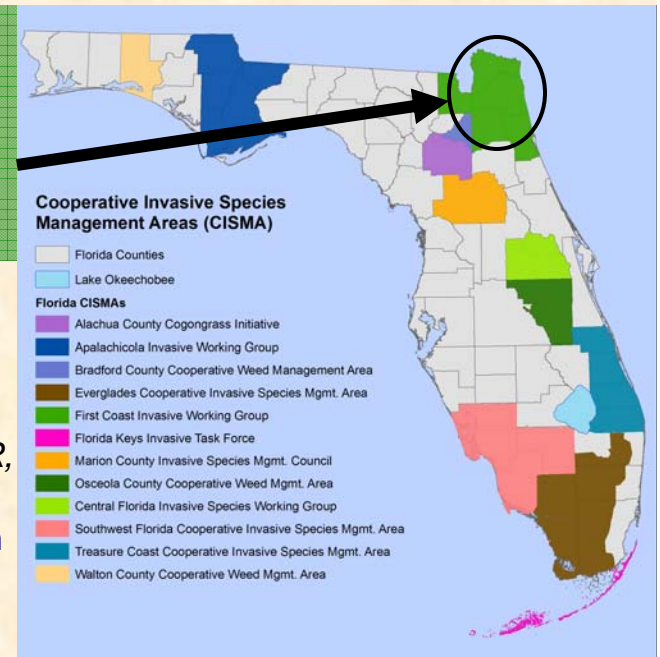 Cooperative Invasive Species
Management Areas (CISMA)
Florida Counties
Lake Okeechobee
Florida CISMAs
Alachua County Cogongrass Initiative
Apalachicola Invasive Working Group
Bradford County Cooperative Weed Management Area
Everglades Cooperative Invasive Species Mgmt. Area
First Coast Invasive Working Group
Florida Keys Invasive Task Force
Marion County Invasive Species Mgmt. Council
Osceola County Cooperative Weed Mgmt. Area
Central Florida Invasive Species Working Group
Southwest Florida Cooperative Invasive Species Mgmt. Area
Treasure Coast Cooperative Invasive Species Mgmt. Area
Walton County Cooperative Weed Mgmt. Area